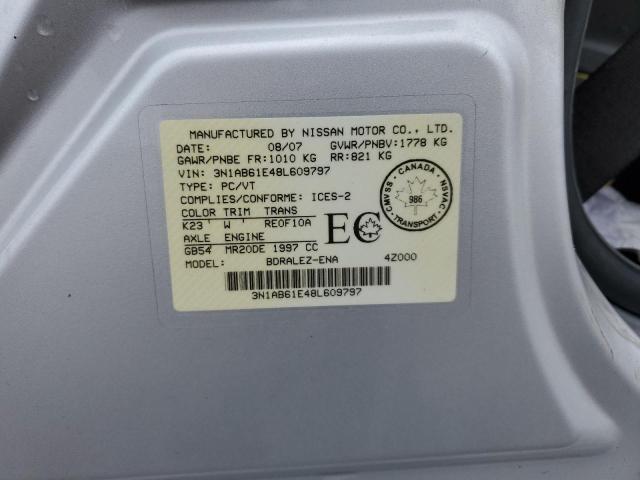 MANUFACTURED BY NISSAN MOTOR CO., LTD.
DATE: 08/07 GVWR/PNBV:1778 KG
GAWR/PNBE FR:1010 KG RR:821 KG
VIN: 3N1AB61E48L609797
TYPE: PC/VT
COMPLIES/CONFORME: ICES-2
COLOR TRIM TRANS
K23 W RE0F10A
AXLE ENGINE
GB54 MR20DE 1997 CC
MODEL: BDRALEZ-ENA 4Z000
3N1AB61E48L609797
EC
CMVSS - CANADA - NSVAC
986
TRANSPORT